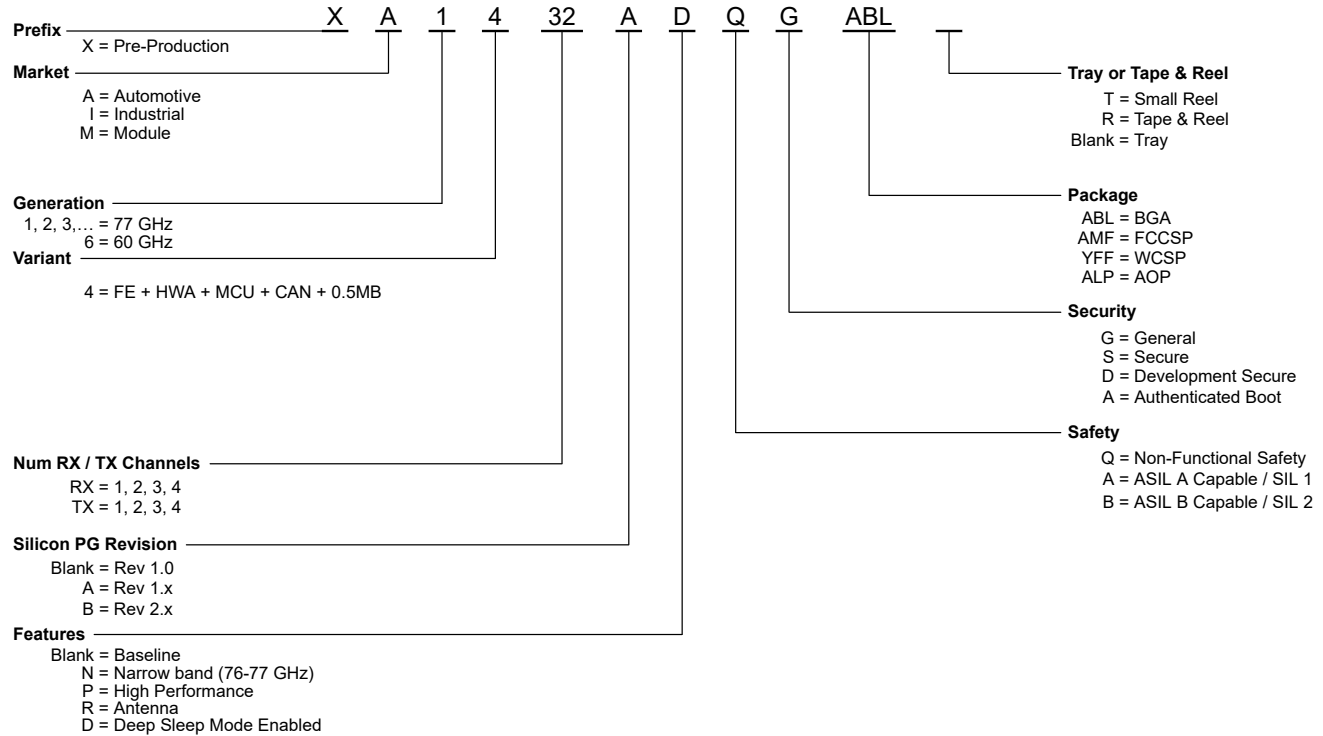 X A 1 4 32 A D Q G ABL
Prefix
X = Pre-Production
Market
A = Automotive
I = Industrial
M = Module
Generation
1, 2, 3,… = 77 GHz
6 = 60 GHz
Variant
4 = FE + HWA + MCU + CAN + 0.5MB
Num RX / TX Channels
RX = 1, 2, 3, 4
TX = 1, 2, 3, 4
Silicon PG Revision
Blank = Rev 1.0
A = Rev 1.x
B = Rev 2.x
Features
Blank = Baseline
N = Narrow band (76-77 GHz)
P = High Performance
R = Antenna
D = Deep Sleep Mode Enabled
Tray or Tape & Reel
T = Small Reel
R = Tape & Reel
Blank = Tray
Package
ABL = BGA
AMF = FCCSP
YFF = WCSP
ALP = AOP
Security
G = General
S = Secure
D = Development Secure
A = Authenticated Boot
Safety
Q = Non-Functional Safety
A = ASIL A Capable / SIL 1
B = ASIL B Capable / SIL 2